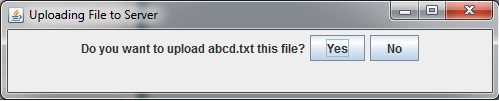 Uploading File to Server
Do you want to upload abcd.txt this file? Yes No